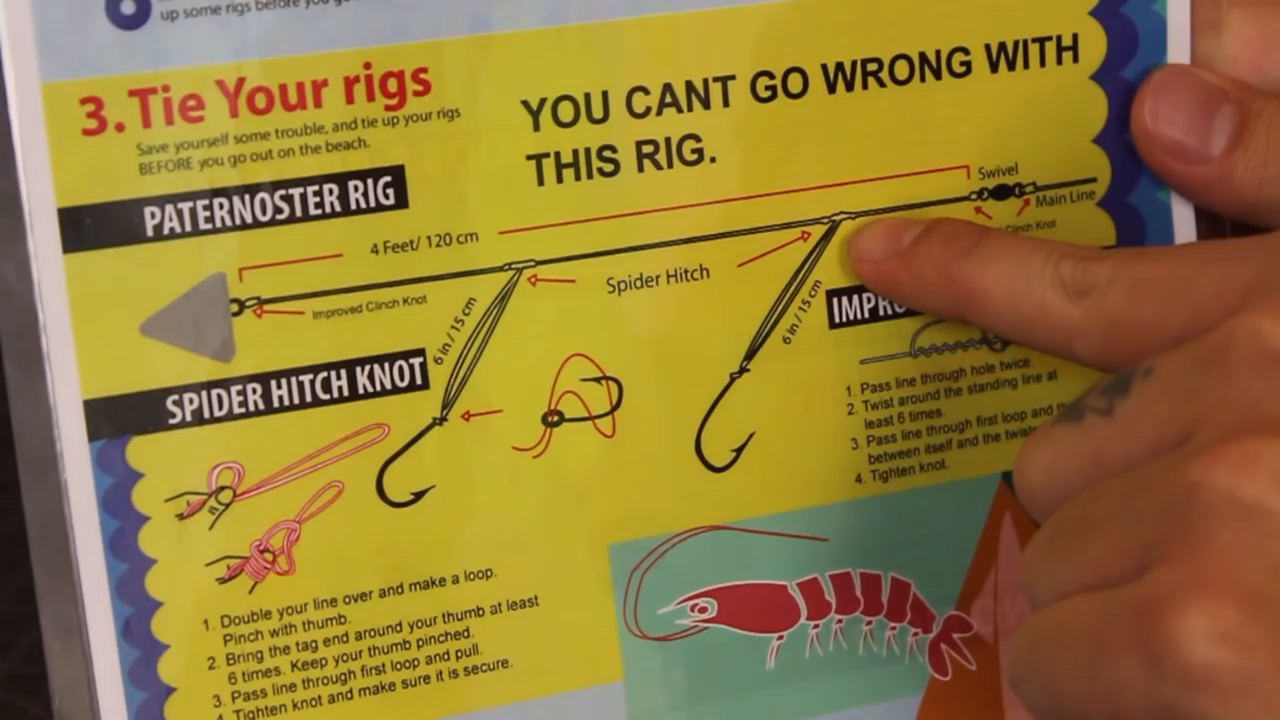 6
up some rigs before you
3. Tie Your rigs
Save yourself some trouble, and tie up your rigs
BEFORE you go out on the beach.
YOU CANT GO WRONG WITH
THIS RIG.
PATERNOSTER RIG
4 Feet/ 120 cm
Swivel
Main Line
Clinch Knot
Improved Clinch Knot
Spider Hitch
6 in / 15 cm
6 in / 15 cm
SPIDER HITCH KNOT
1. Double your line over and make a loop.
Pinch with thumb.
2. Bring the tag end around your thumb at least
6 times. Keep your thumb pinched.
3. Pass line through first loop and pull.
4 Tighten knot and make sure it is secure.
1. Pass line through hole twice.
2. Twist around the standing line at
least 6 times.
3. Pass line through first loop and
between itself and the
4. Tighten knot.